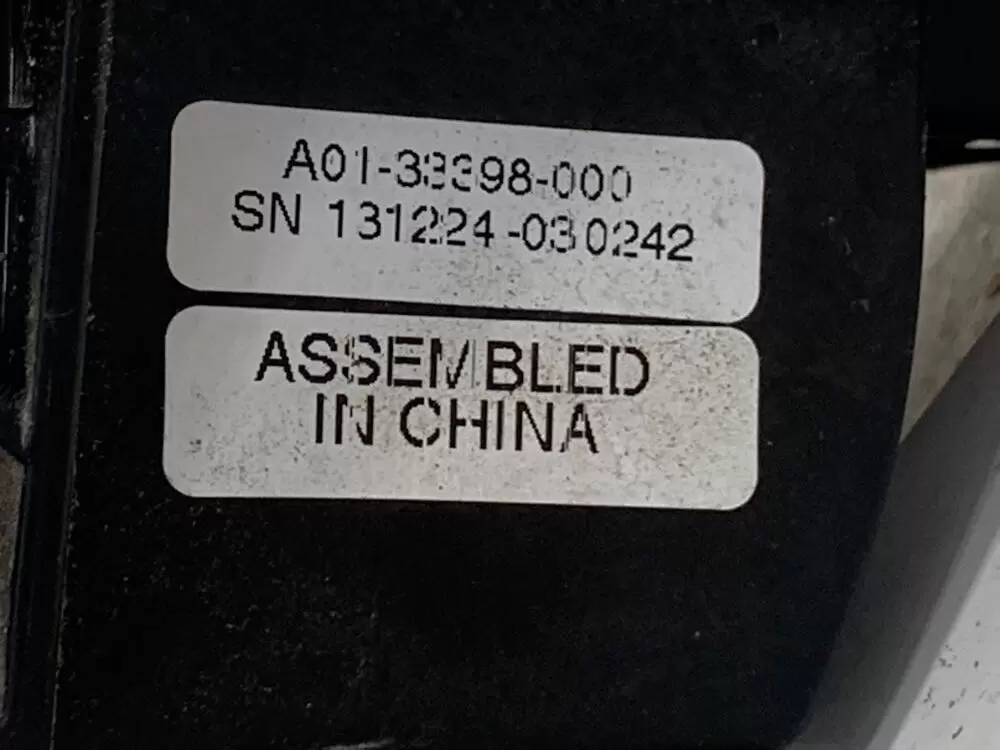 A01-33398-000
SN 131224-030242
ASSEMBLED
IN CHINA